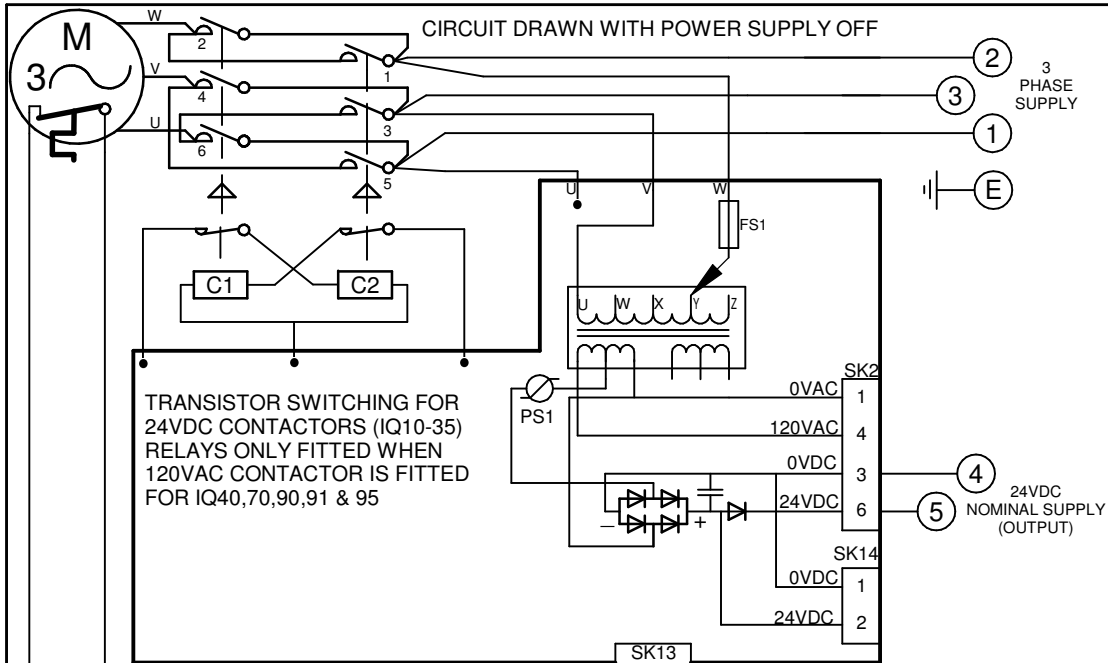 CIRCUIT DRAWN WITH POWER SUPPLY OFF
W
M
3
V
U
2
1
4
3
6
5
2
3
1
E
3
PHASE
SUPPLY
U
V
W
FS1
C1
C2
U
W
X
Y
Z
PS1
TRANSISTOR SWITCHING FOR
24VDC CONTACTORS (IQ10-35)
RELAYS ONLY FITTED WHEN
120VAC CONTACTOR IS FITTED
FOR IQ40,70,90,91 & 95
SK2
0VAC
1
120VAC
4
0VDC
3
24VDC
6
4
5
24VDC
NOMINAL SUPPLY
(OUTPUT)
–
+
SK14
0VDC
1
24VDC
2
SK13